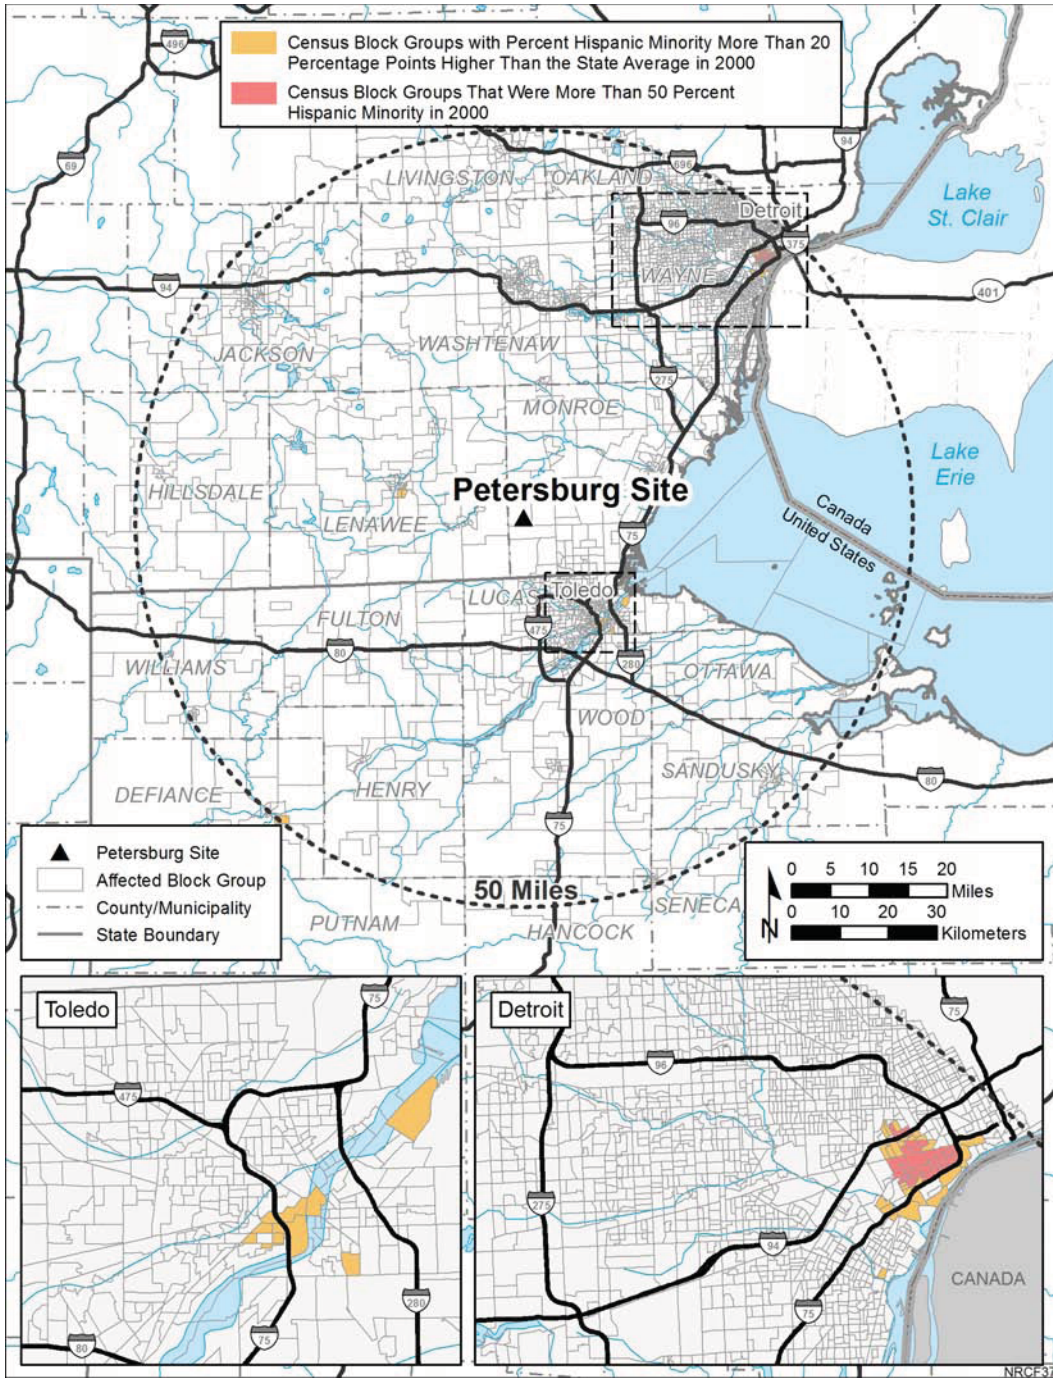 Census Block Groups with Percent Hispanic Minority More Than 20
Percentage Points Higher Than the State Average in 2000
Census Block Groups That Were More Than 50 Percent
Hispanic Minority in 2000
496
69
94
696
LIVINGSTON
OAKLAND
Lake
St. Clair
Detroit
96
375
WAYNE
94
401
JACKSON
WASHTENAW
275
MONROE
Lake
Erie
HILLSDALE
Petersburg Site
LENAWEE
Canada
United States
75
LUCAS
Toledo
FULTON
475
80
WILLIAMS
280
OTTAWA
WOOD
SANDUSKY
80
DEFIANCE
HENRY
75
50 Miles
SENECA
PUTNAM
HANCOCK
Petersburg Site
Affected Block Group
County/Municipality
State Boundary
0 5 10 15 20
Miles
0 10 20 30
Kilometers
N
Toledo
75
475
280
75
80
Detroit
75
96
275
94
75
CANADA
NRCF37